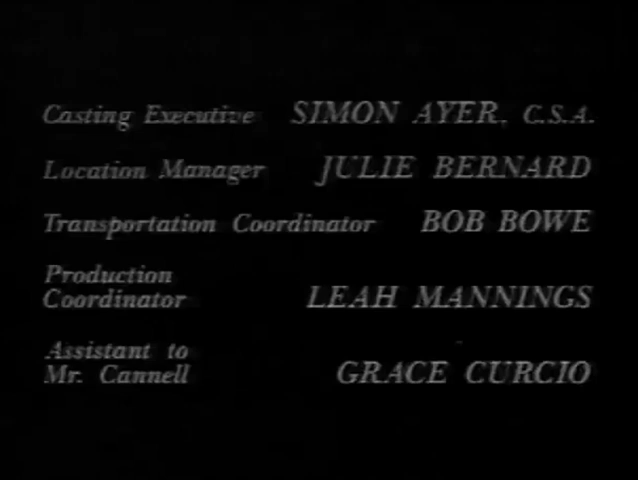 Casting Executive SIMON AYER, C.S.A.
Location Manager JULIE BERNARD
Transportation Coordinator BOB BOWE
Production
Coordinator LEAH MANNINGS
Assistant to
Mr. Cannell GRACE CURCIO